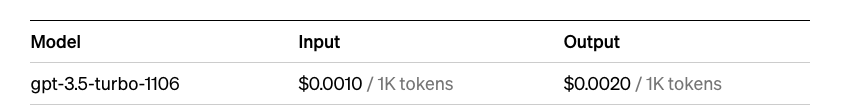 Model Input Output
gpt-3.5-turbo-1106 $0.0010 / 1K tokens $0.0020 / 1K tokens